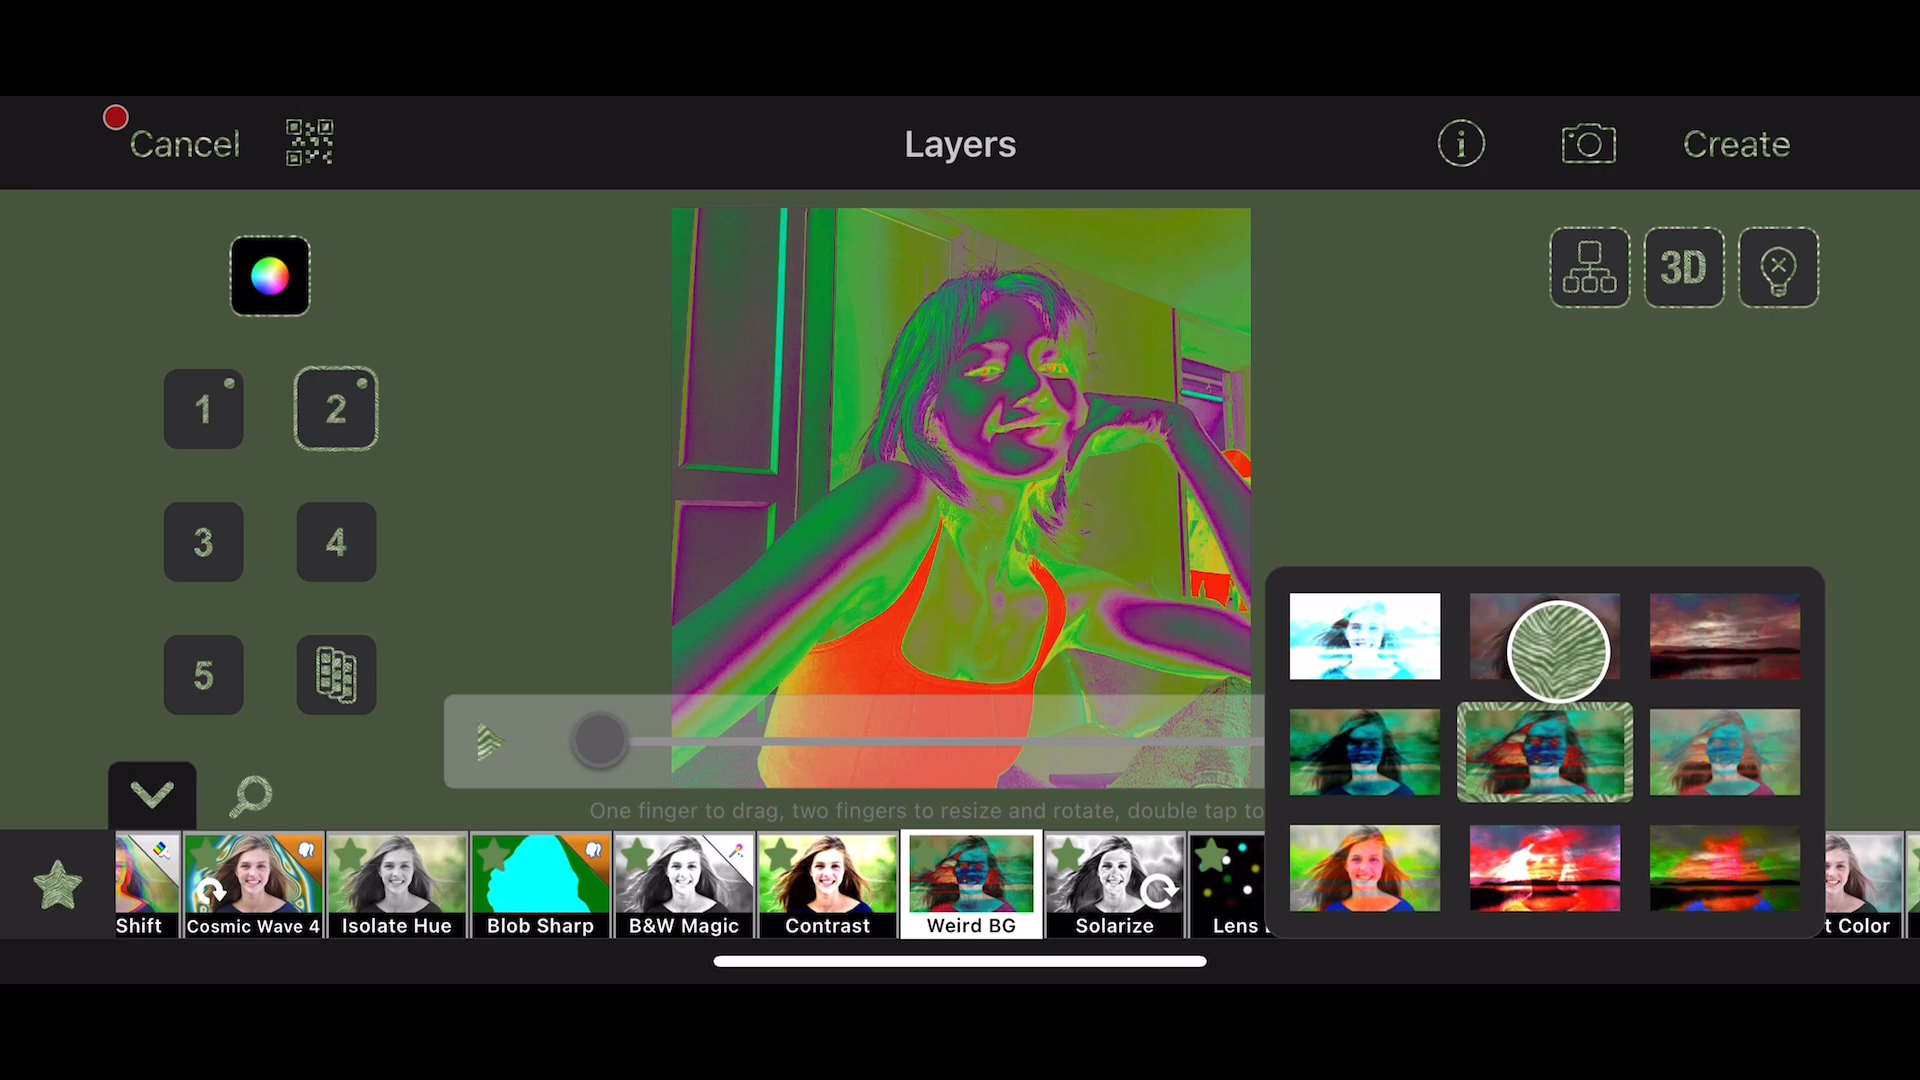 Cancel
Layers
i
Create
3D
1
2
3
4
5
One finger to drag, two fingers to resize and rotate, double tap to
Shift
Cosmic Wave 4
Isolate Hue
Blob Sharp
B&W Magic
Contrast
Weird BG
Solarize
Lens
t Color